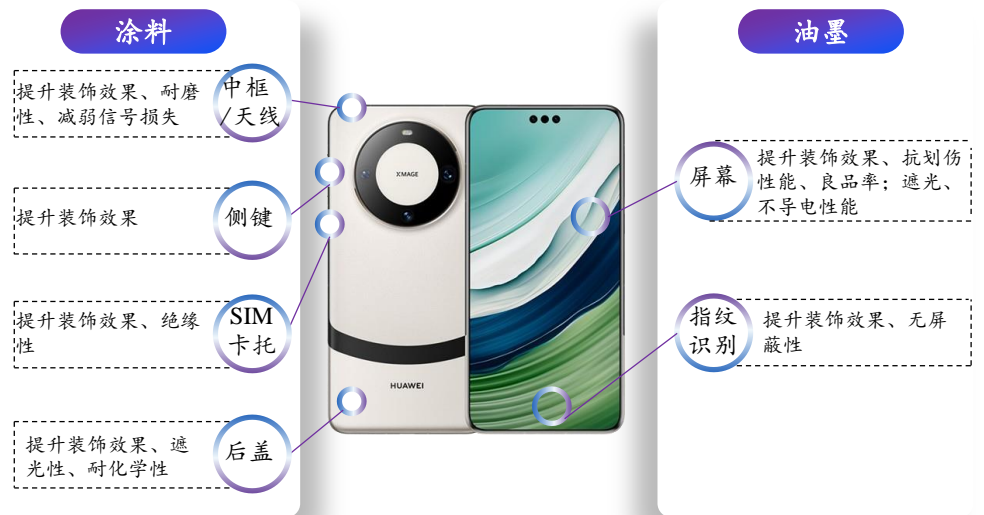 涂料
提升装饰效果、耐磨
性、减弱信号损失
中框
/天线
提升装饰效果
侧键
提升装饰效果、绝缘
性
SIM
卡托
提升装饰效果、遮
光性、耐化学性
后盖
XMAGE
HUAWEI
油墨
屏幕
提升装饰效果、抗划伤
性能、良品率；遮光、
不导电性能
指纹
识别
提升装饰效果、无屏
蔽性